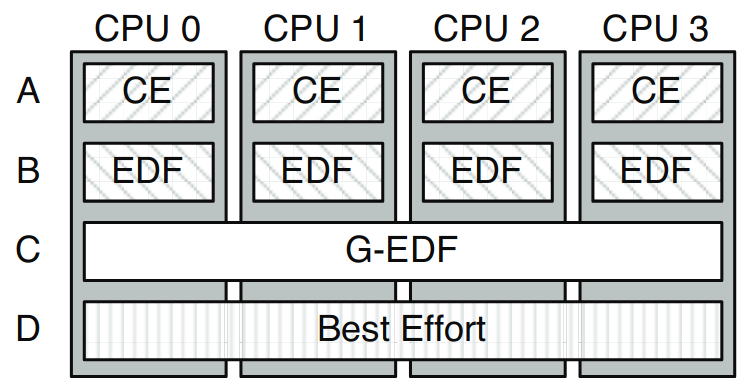 CPU 0 CPU 1 CPU 2 CPU 3
A CE CE CE CE
B EDF EDF EDF EDF
C G-EDF
D Best Effort